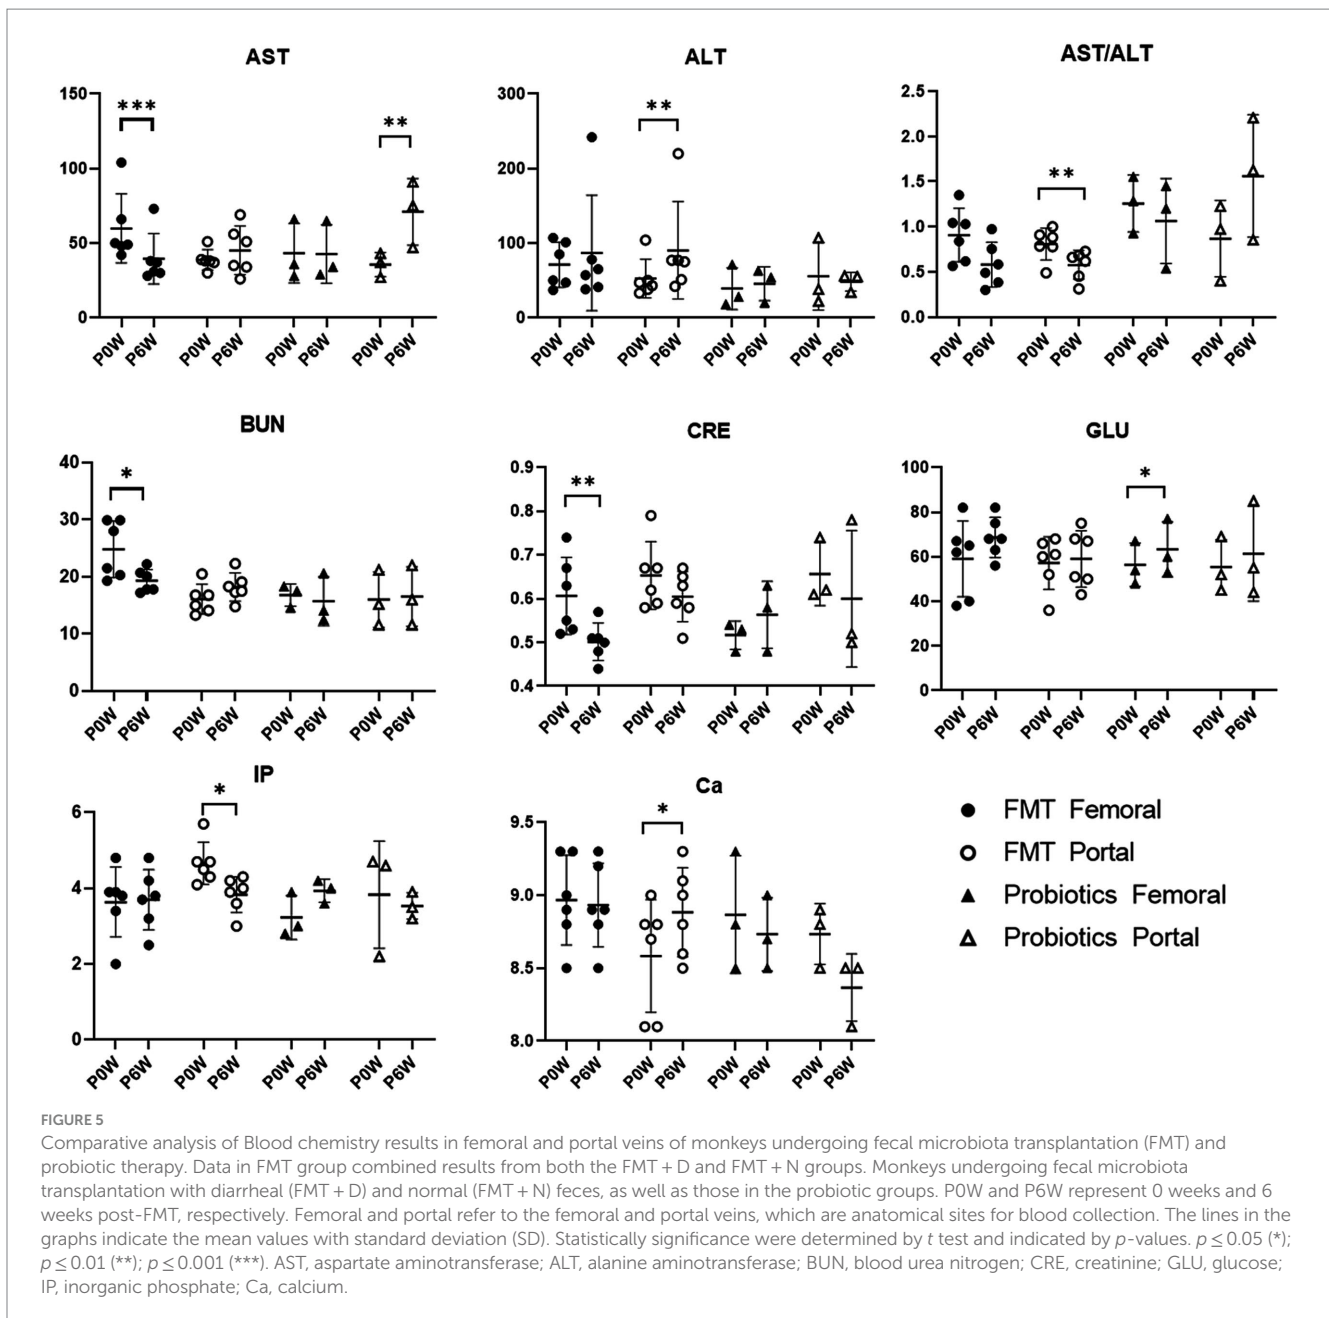 AST
***
**
150
100
50
0
P0W P6W P0W P6W P0W P6W P0W P6W
ALT
**
300
200
100
0
P0W P6W P0W P6W P0W P6W P0W P6W
AST/ALT
**
2.5
2.0
1.5
1.0
0.5
0.0
P0W P6W P0W P6W P0W P6W P0W P6W
BUN
*
40
30
20
10
0
P0W P6W P0W P6W P0W P6W P0W P6W
CRE
**
0.9
0.8
0.7
0.6
0.5
0.4
P0W P6W P0W P6W P0W P6W P0W P6W
GLU
*
100
80
60
40
20
0
P0W P6W P0W P6W P0W P6W P0W P6W
IP
*
6
4
2
0
P0W P6W P0W P6W P0W P6W P0W P6W
Ca
*
9.5
9.0
8.5
8.0
P0W P6W P0W P6W P0W P6W P0W P6W
FMT Femoral
FMT Portal
Probiotics Femoral
Probiotics Portal
FIGURE 5
Comparative analysis of Blood chemistry results in femoral and portal veins of monkeys undergoing fecal microbiota transplantation (FMT) and
probiotic therapy. Data in FMT group combined results from both the FMT + D and FMT + N groups. Monkeys undergoing fecal microbiota
transplantation with diarrheal (FMT + D) and normal (FMT + N) feces, as well as those in the probiotic groups. P0W and P6W represent 0 weeks and 6
weeks post-FMT, respectively. Femoral and portal refer to the femoral and portal veins, which are anatomical sites for blood collection. The lines in the
graphs indicate the mean values with standard deviation (SD). Statistically significance were determined by t test and indicated by p-values. p ≤ 0.05 (*);
p ≤ 0.01 (**); p ≤ 0.001 (***). AST, aspartate aminotransferase; ALT, alanine aminotransferase; BUN, blood urea nitrogen; CRE, creatinine; GLU, glucose;
IP, inorganic phosphate; Ca, calcium.